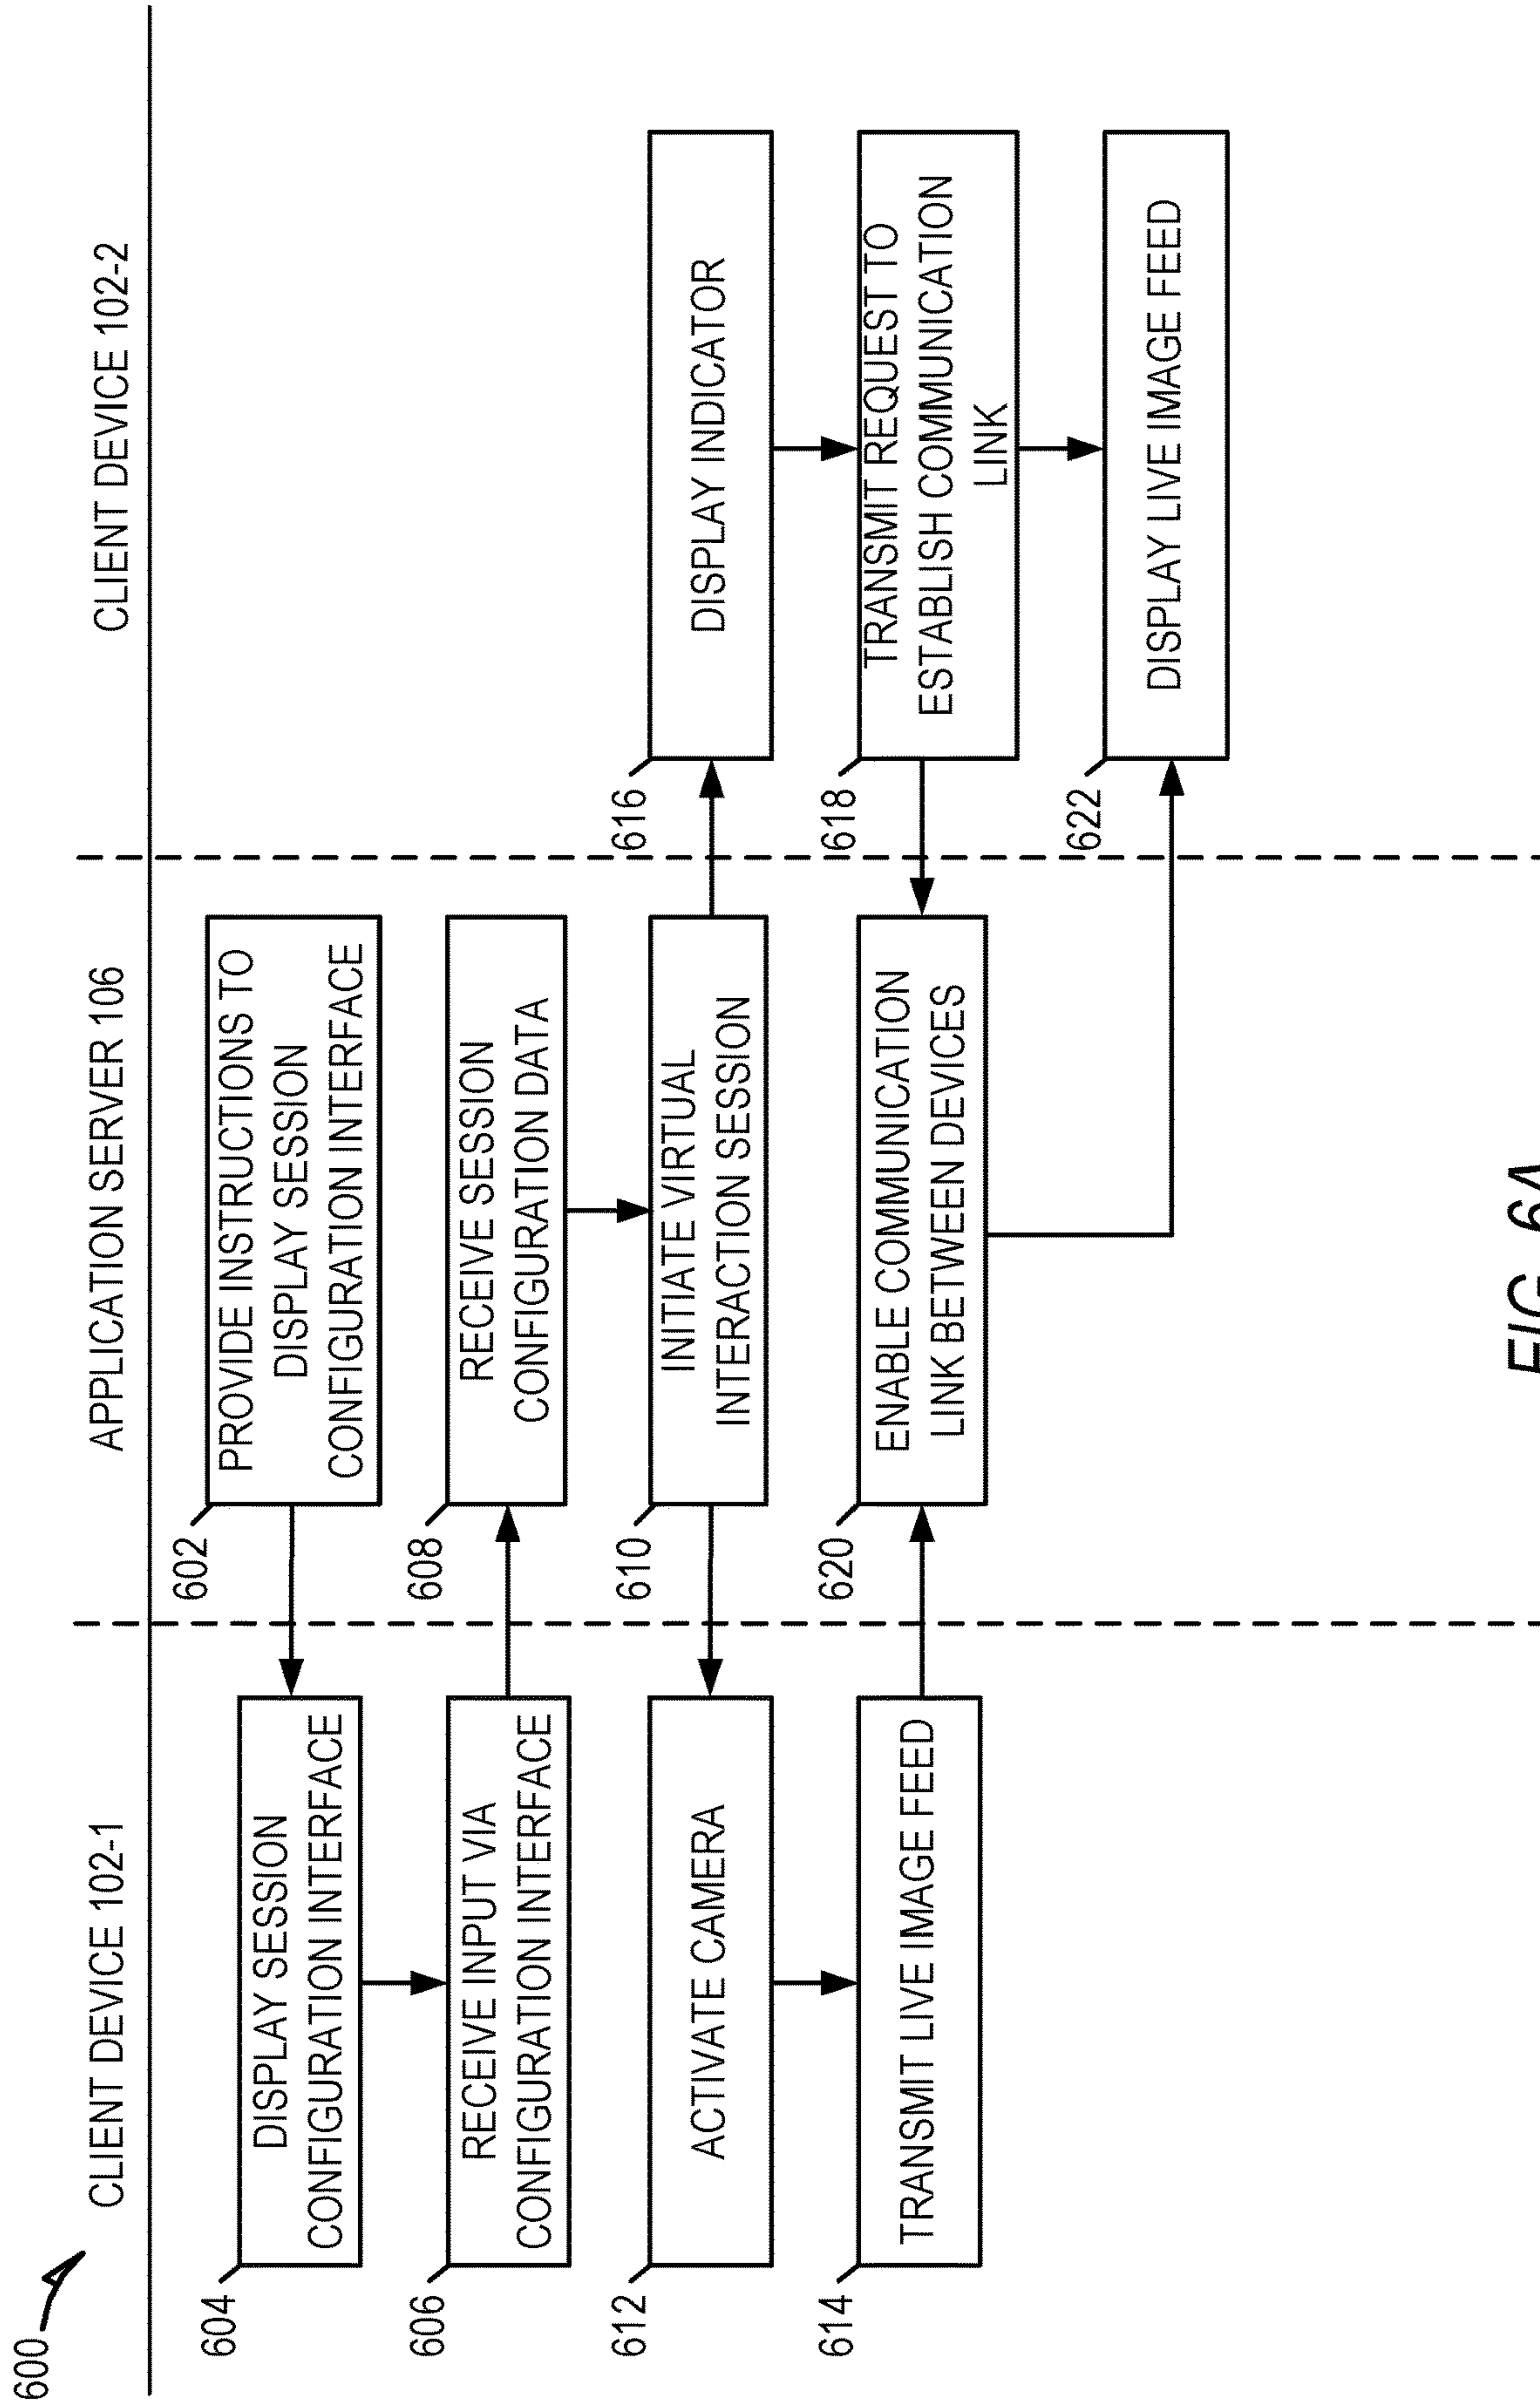 600
CLIENT DEVICE 102-1
APPLICATION SERVER 106
CLIENT DEVICE 102-2
602
PROVIDE INSTRUCTIONS TO
DISPLAY SESSION
CONFIGURATION INTERFACE
604
DISPLAY SESSION
CONFIGURATION INTERFACE
606
RECEIVE INPUT VIA
CONFIGURATION INTERFACE
608
RECEIVE SESSION
CONFIGURATION DATA
610
INITIATE VIRTUAL
INTERACTION SESSION
612
ACTIVATE CAMERA
614
TRANSMIT LIVE IMAGE FEED
616
DISPLAY INDICATOR
618
TRANSMIT REQUEST TO
ESTABLISH COMMUNICATION
LINK
620
ENABLE COMMUNICATION
LINK BETWEEN DEVICES
622
DISPLAY LIVE IMAGE FEED
FIG. 6A